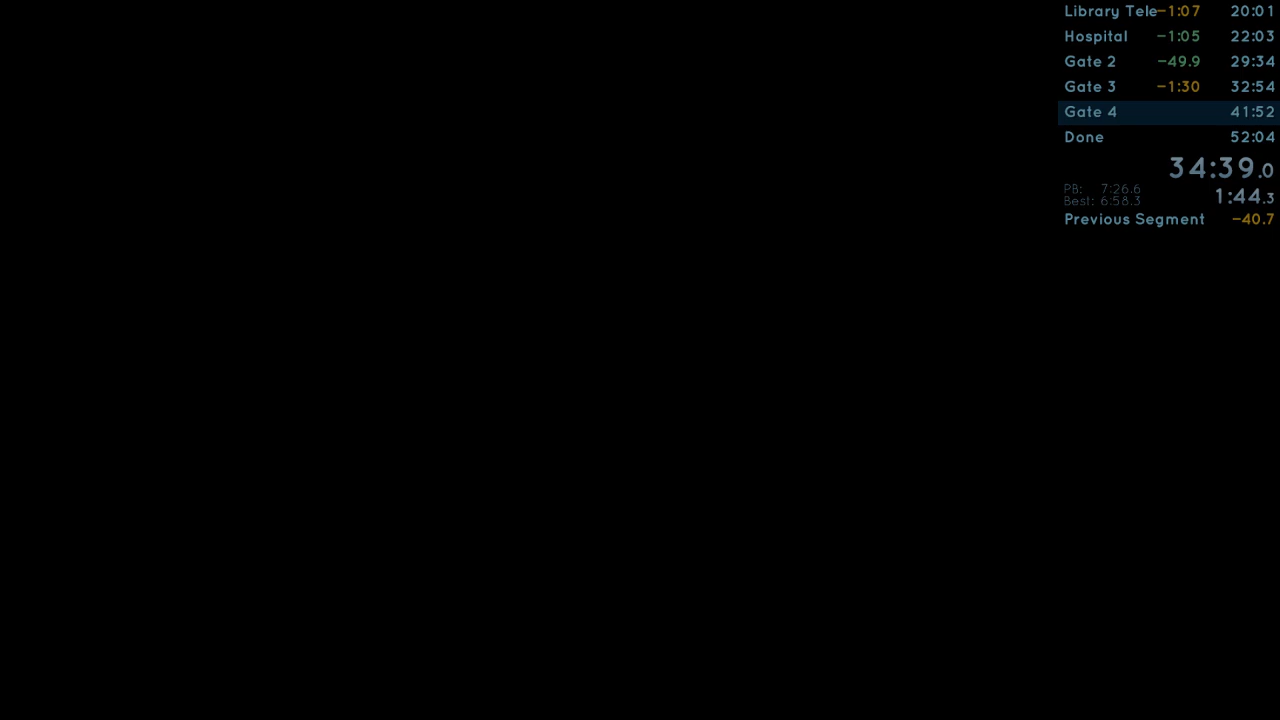 Library Tele −1:07 20:01
Hospital −1:05 22:03
Gate 2 −49.9 29:34
Gate 3 −1:30 32:54
Gate 4 41:52
Done 52:04
34:39.0
PB: 7:26.6
Best: 6:58.3
1:44.3
Previous Segment −40.7